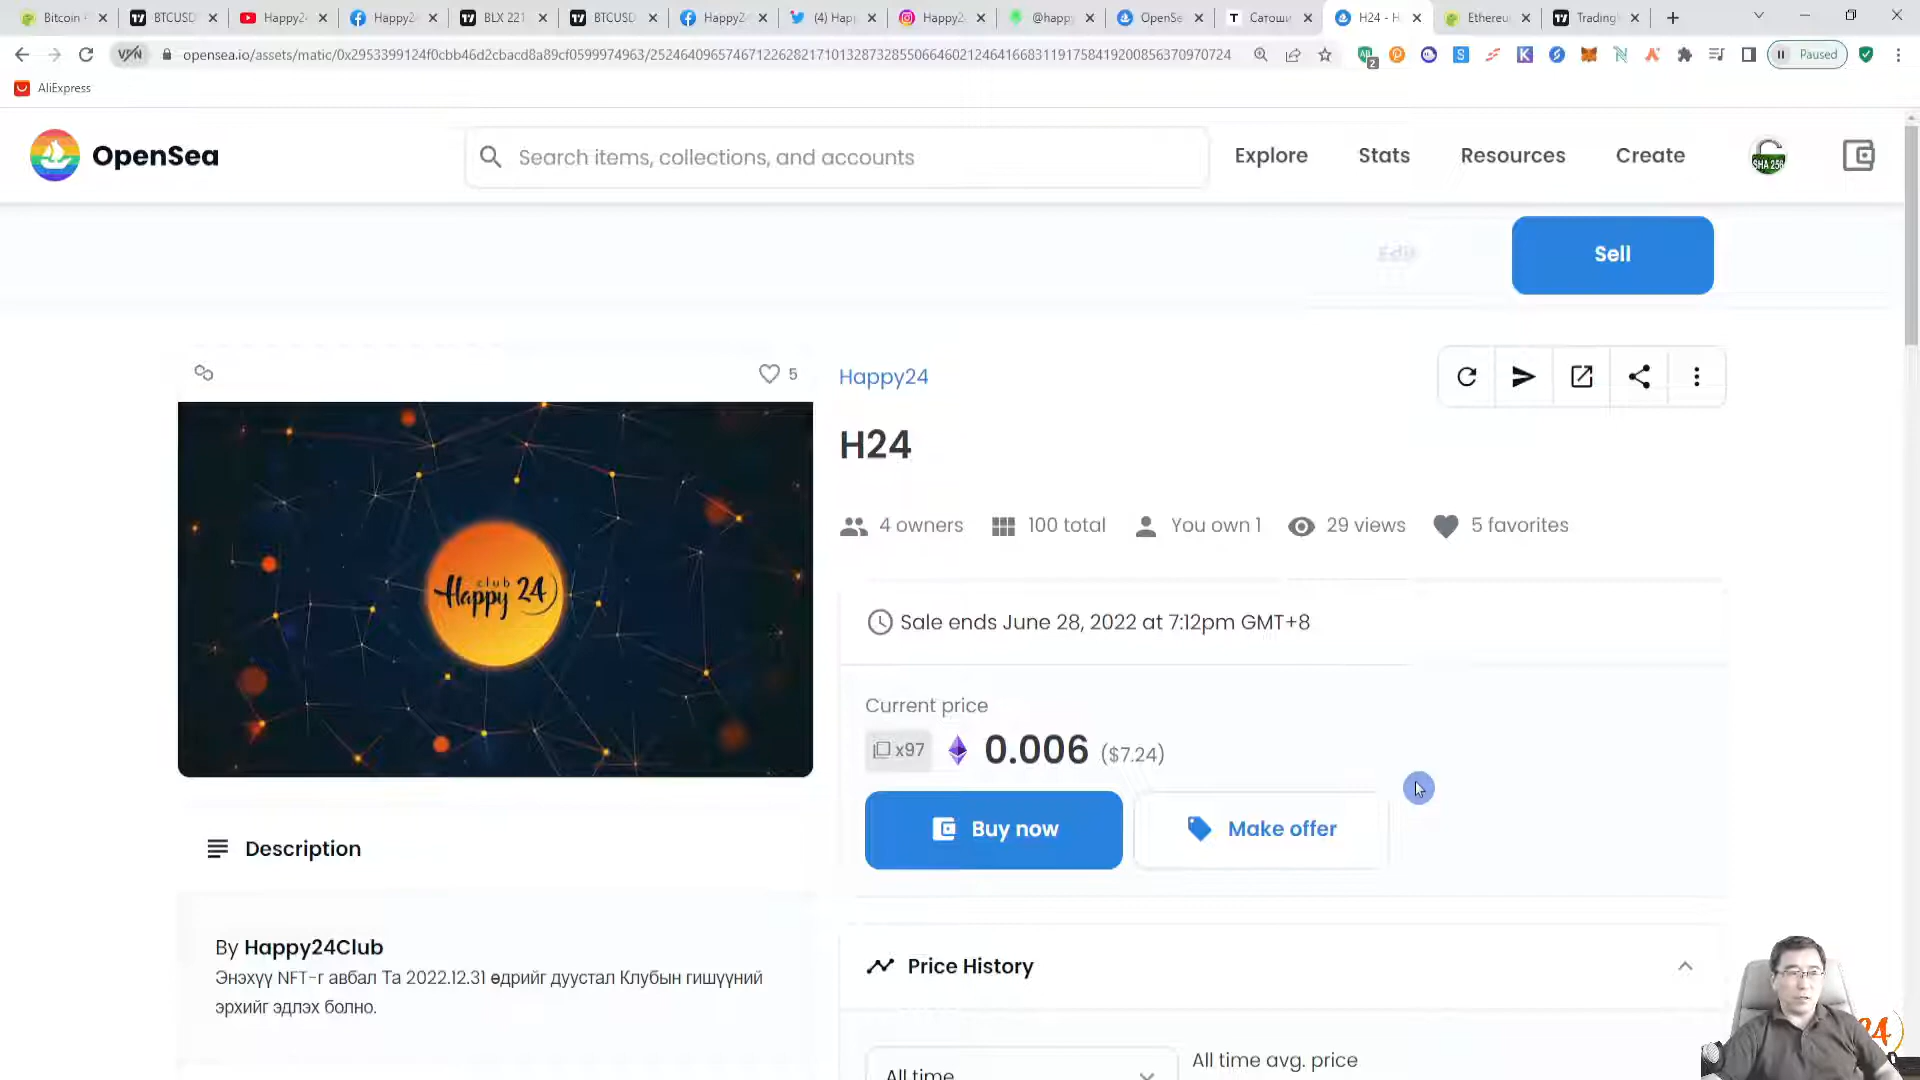 Bitcoin
BTCUSD
Happy2
Happy2
BLX 221
BTCUSD
Happy2
(4) Hap
Happy2
@happy
OpenSe
Сатоши
H24 - H
Ethereu
Trading
VPN
opensea.io/assets/matic/0x2953399124f0cbb46d2cbacd8a89cf0599974963/25246409657467122628217101328732855066460212464166831191758419200856370970724
2
Paused
AliExpress
OpenSea
Search items, collections, and accounts
Explore
Stats
Resources
Create
SHA 256
Edit
Sell
5
Happy24
H24
4 owners
100 total
You own 1
29 views
5 favorites
club
Happy 24
Sale ends June 28, 2022 at 7:12pm GMT+8
Current price
x97
0.006 ($7.24)
Buy now
Make offer
Description
By Happy24Club
Энэхүү NFT-г авбал Та 2022.12.31 өдрийг дуустал Клубын гишүүний
эрхийг эдлэх болно.
Price History
All time
All time avg. price
24